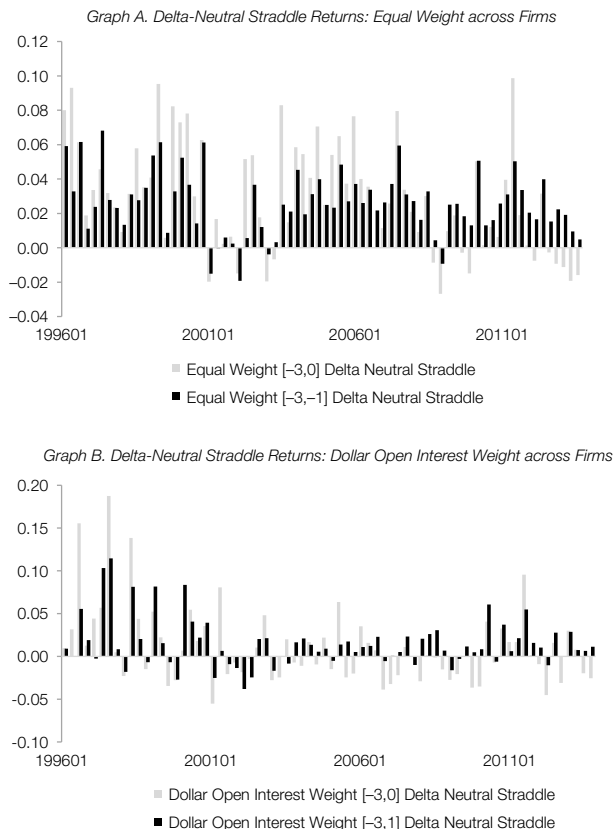 Graph A. Delta-Neutral Straddle Returns: Equal Weight across Firms
0.12
0.10
0.08
0.06
0.04
0.02
0.00
–0.02
–0.04
199601 200101 200601 201101
Equal Weight [–3,0] Delta Neutral Straddle
Equal Weight [–3,–1] Delta Neutral Straddle
Graph B. Delta-Neutral Straddle Returns: Dollar Open Interest Weight across Firms
0.20
0.15
0.10
0.05
0.00
–0.05
-0.10
199601 200101 200601 201101
Dollar Open Interest Weight [–3,0] Delta Neutral Straddle
Dollar Open Interest Weight [–3,1] Delta Neutral Straddle